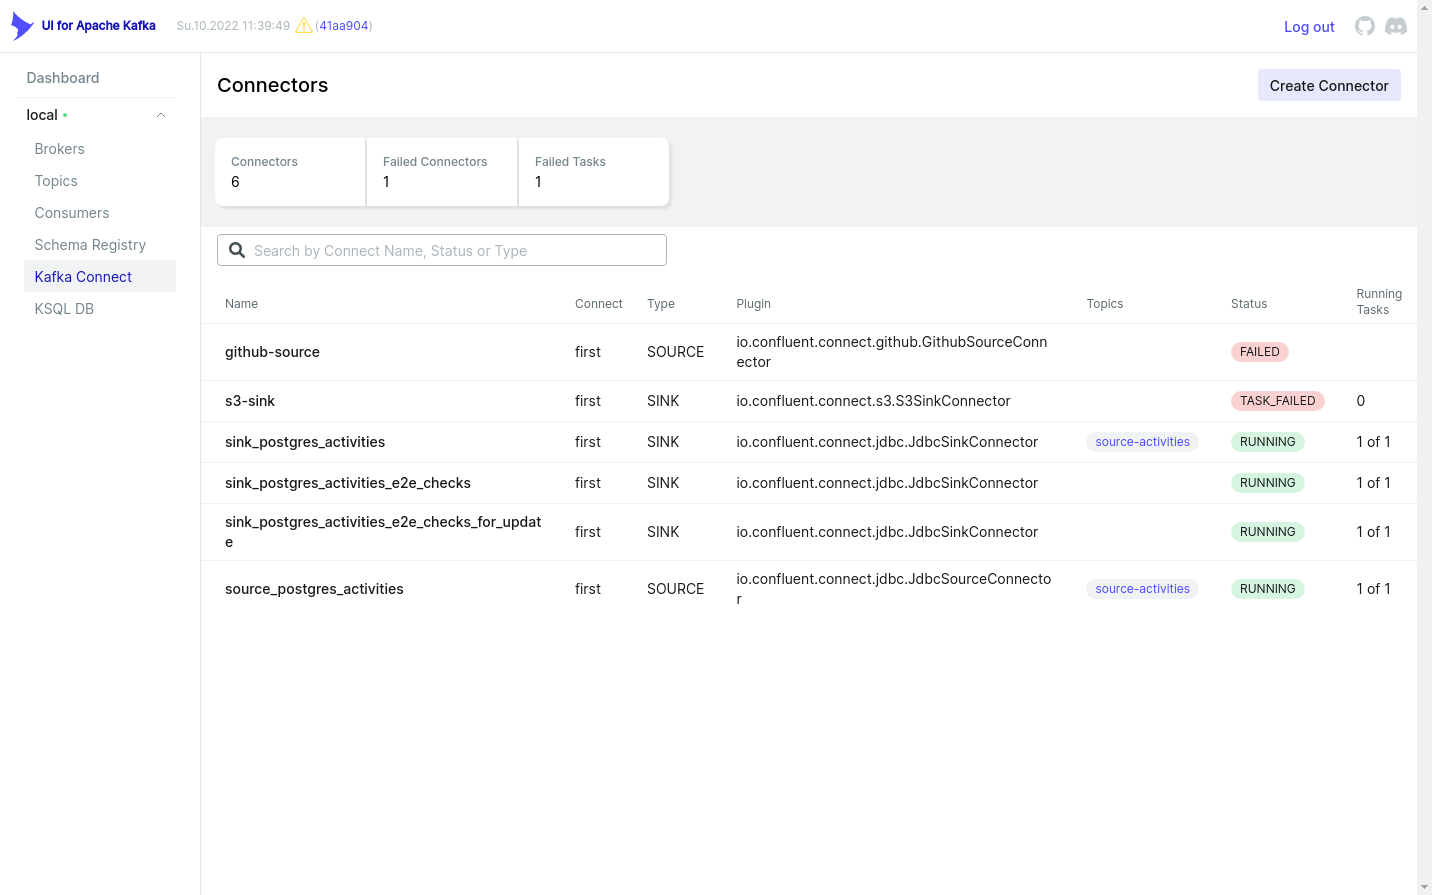 UI for Apache Kafka
Su.10.2022 11:39:49 (41aa904)
Log out
Dashboard
local
Brokers
Topics
Consumers
Schema Registry
Kafka Connect
KSQL DB
Connectors
Create Connector
Connectors
6
Failed Connectors
1
Failed Tasks
1
Search by Connect Name, Status or Type
Name Connect Type Plugin Topics Status Running
Tasks
github-source first SOURCE io.confluent.connect.github.GithubSourceConn
ector FAILED
s3-sink first SINK io.confluent.connect.s3.S3SinkConnector TASK_FAILED 0
sink_postgres_activities first SINK io.confluent.connect.jdbc.JdbcSinkConnector source-activities RUNNING 1 of 1
sink_postgres_activities_e2e_checks first SINK io.confluent.connect.jdbc.JdbcSinkConnector RUNNING 1 of 1
sink_postgres_activities_e2e_checks_for_updat
e first SINK io.confluent.connect.jdbc.JdbcSinkConnector RUNNING 1 of 1
source_postgres_activities first SOURCE io.confluent.connect.jdbc.JdbcSourceConnecto
r source-activities RUNNING 1 of 1